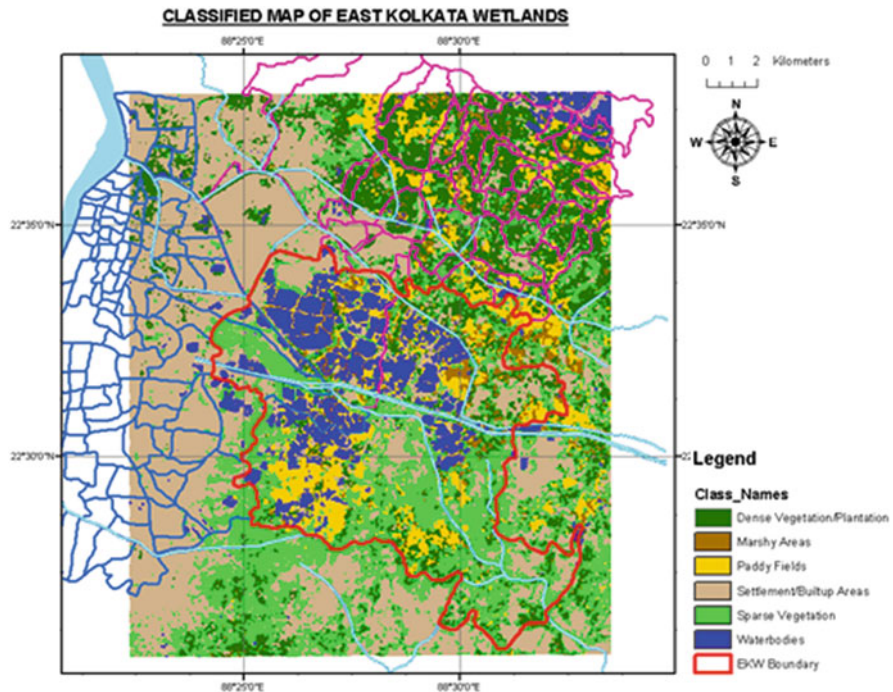 CLASSIFIED MAP OF EAST KOLKATA WETLANDS
88°25'0"E 88°30'0"E
0 1 2 Kilometers
N
W E
S
22°35'0"N 22°35'0"N
22°30'0"N 22°
Legend
Class_Names
Dense Vegetation/Plantation
Marshy Areas
Paddy Fields
Settlement/Builtup Areas
Sparse Vegetation
Waterbodies
EKW Boundary
88°25'0"E 88°30'0"E